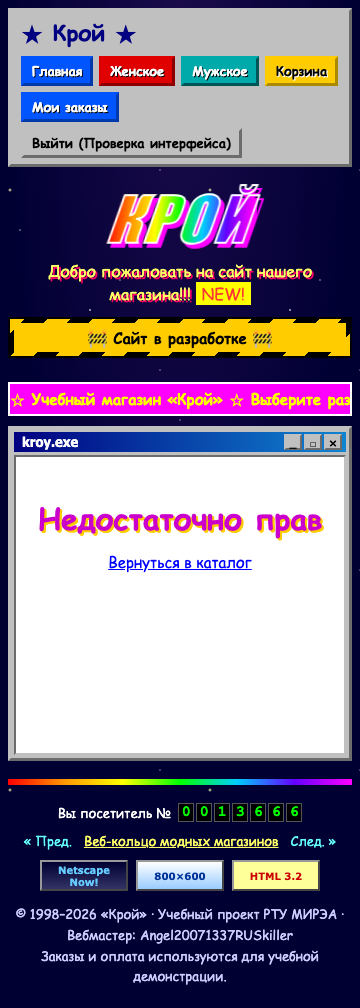 ★ Крой ★
Главная Женское Мужское Корзина
Мои заказы
Выйти (Проверка интерфейса)
КРОЙ
Добро пожаловать на сайт нашего
магазина!!! NEW!
🚧 Сайт в разработке 🚧
☆ Учебный магазин «Крой» ☆ Выберите раз
kroy.exe
Недостаточно прав
Вернуться в каталог
Вы посетитель № 0013666
« Пред. Веб-кольцо модных магазинов След. »
Netscape
Now! 800×600 HTML 3.2
© 1998–2026 «Крой» · Учебный проект РТУ МИРЭА ·
Вебмастер: Angel20071337RUSkiller
Заказы и оплата используются для учебной
демонстрации.